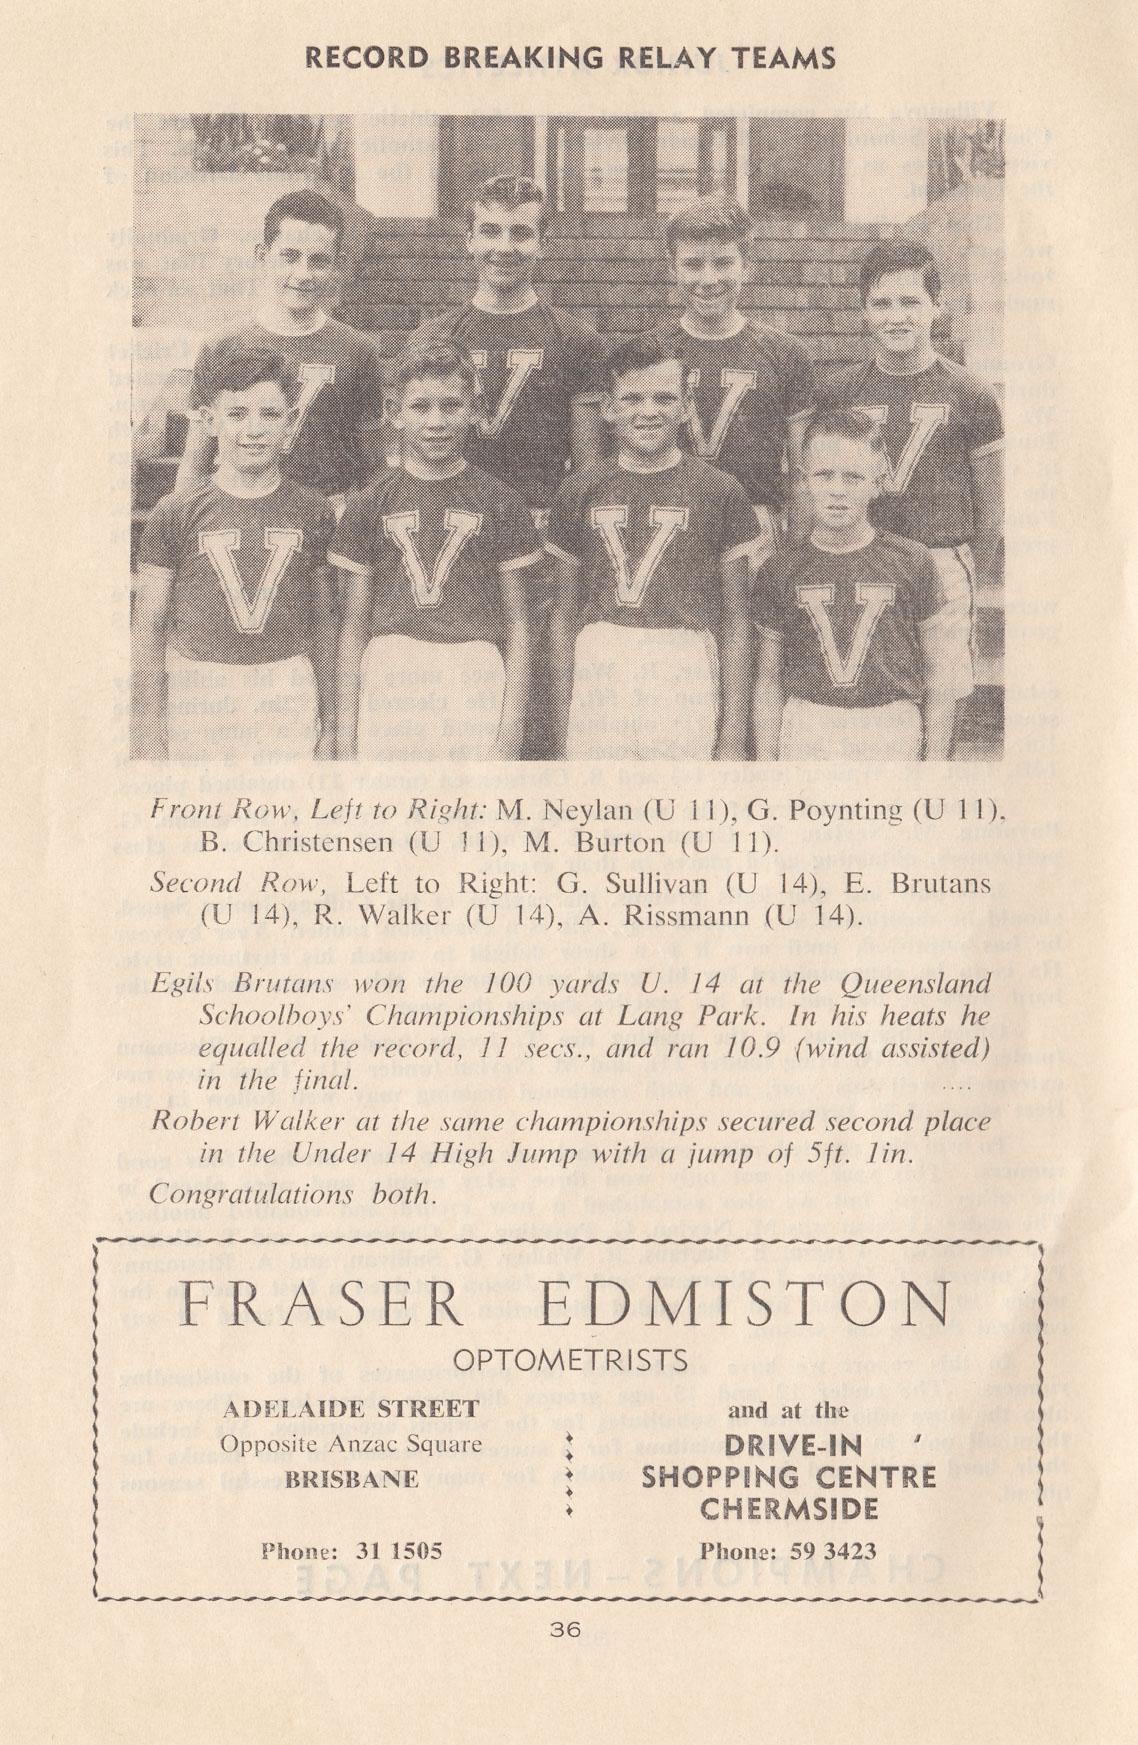 RECORD BREAKING RELAY TEAMS
V V V V
V V V V
Front Row, Left to Right: M. Neylan (U 11), G. Poynting (U 11),
B. Christensen (U 11), M. Burton (U 11).
Second Row, Left to Right: G. Sullivan (U 14), E. Brutans
(U 14), R. Walker (U 14), A. Rissmann (U 14).
Egils Brutans won the 100 yards U. 14 at the Queensland
Schoolboys' Championships at Lang Park. In his heats he
equalled the record, 11 secs., and ran 10.9 (wind assisted)
in the final. ....
Robert Walker at the same championships secured second place
in the Under 14 High Jump with a jump of 5ft. 1in.
Congratulations both.
FRASER EDMISTON
OPTOMETRISTS
ADELAIDE STREET
Opposite Anzac Square
BRISBANE
Phone: 31 1505
and at the
DRIVE-IN
SHOPPING CENTRE
CHERMSIDE
Phone: 59 3423
36